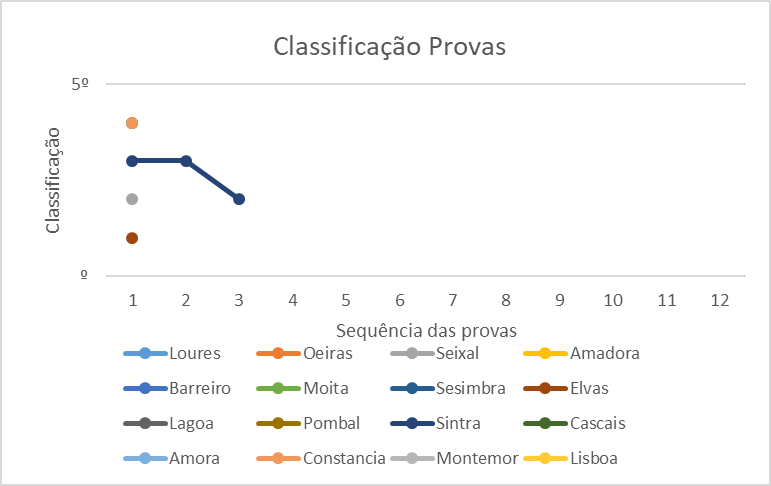 Classificação Provas
5º
Classificação
º
1 2 3 4 5 6 7 8 9 10 11 12
Sequência das provas
Loures Oeiras Seixal Amadora
Barreiro Moita Sesimbra Elvas
Lagoa Pombal Sintra Cascais
Amora Constancia Montemor Lisboa